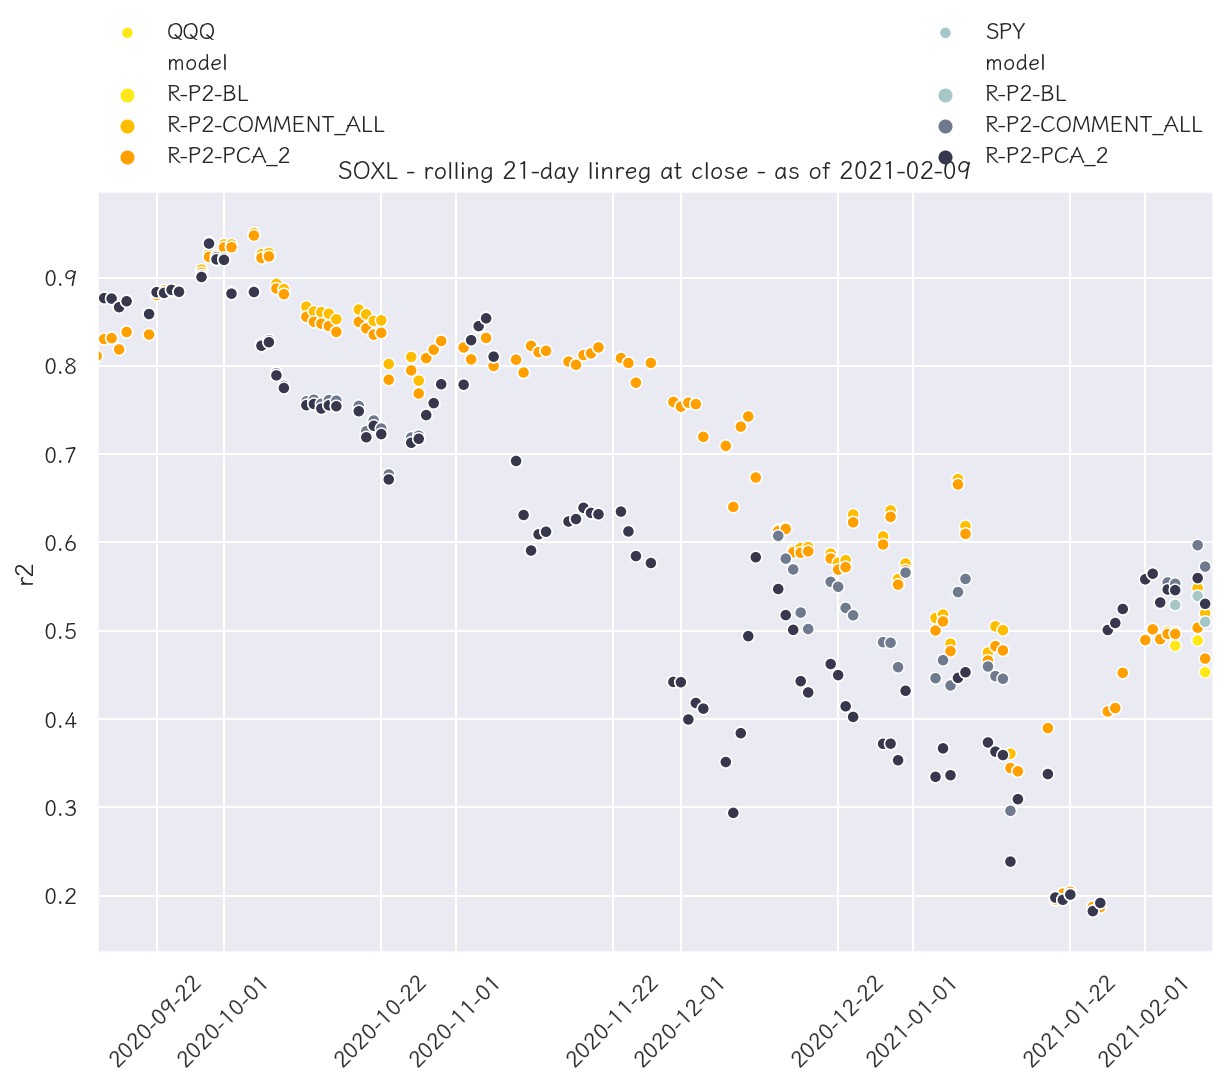 QQQ
model
R-P2-BL
R-P2-COMMENT_ALL
R-P2-PCA_2
SPY
model
R-P2-BL
R-P2-COMMENT_ALL
R-P2-PCA_2
SOXL - rolling 21-day linreg at close - as of 2021-02-09
r2
0.9
0.8
0.7
0.6
0.5
0.4
0.3
0.2
2020-09-22
2020-10-01
2020-10-22
2020-11-01
2020-11-22
2020-12-01
2020-12-22
2021-01-01
2021-01-22
2021-02-01